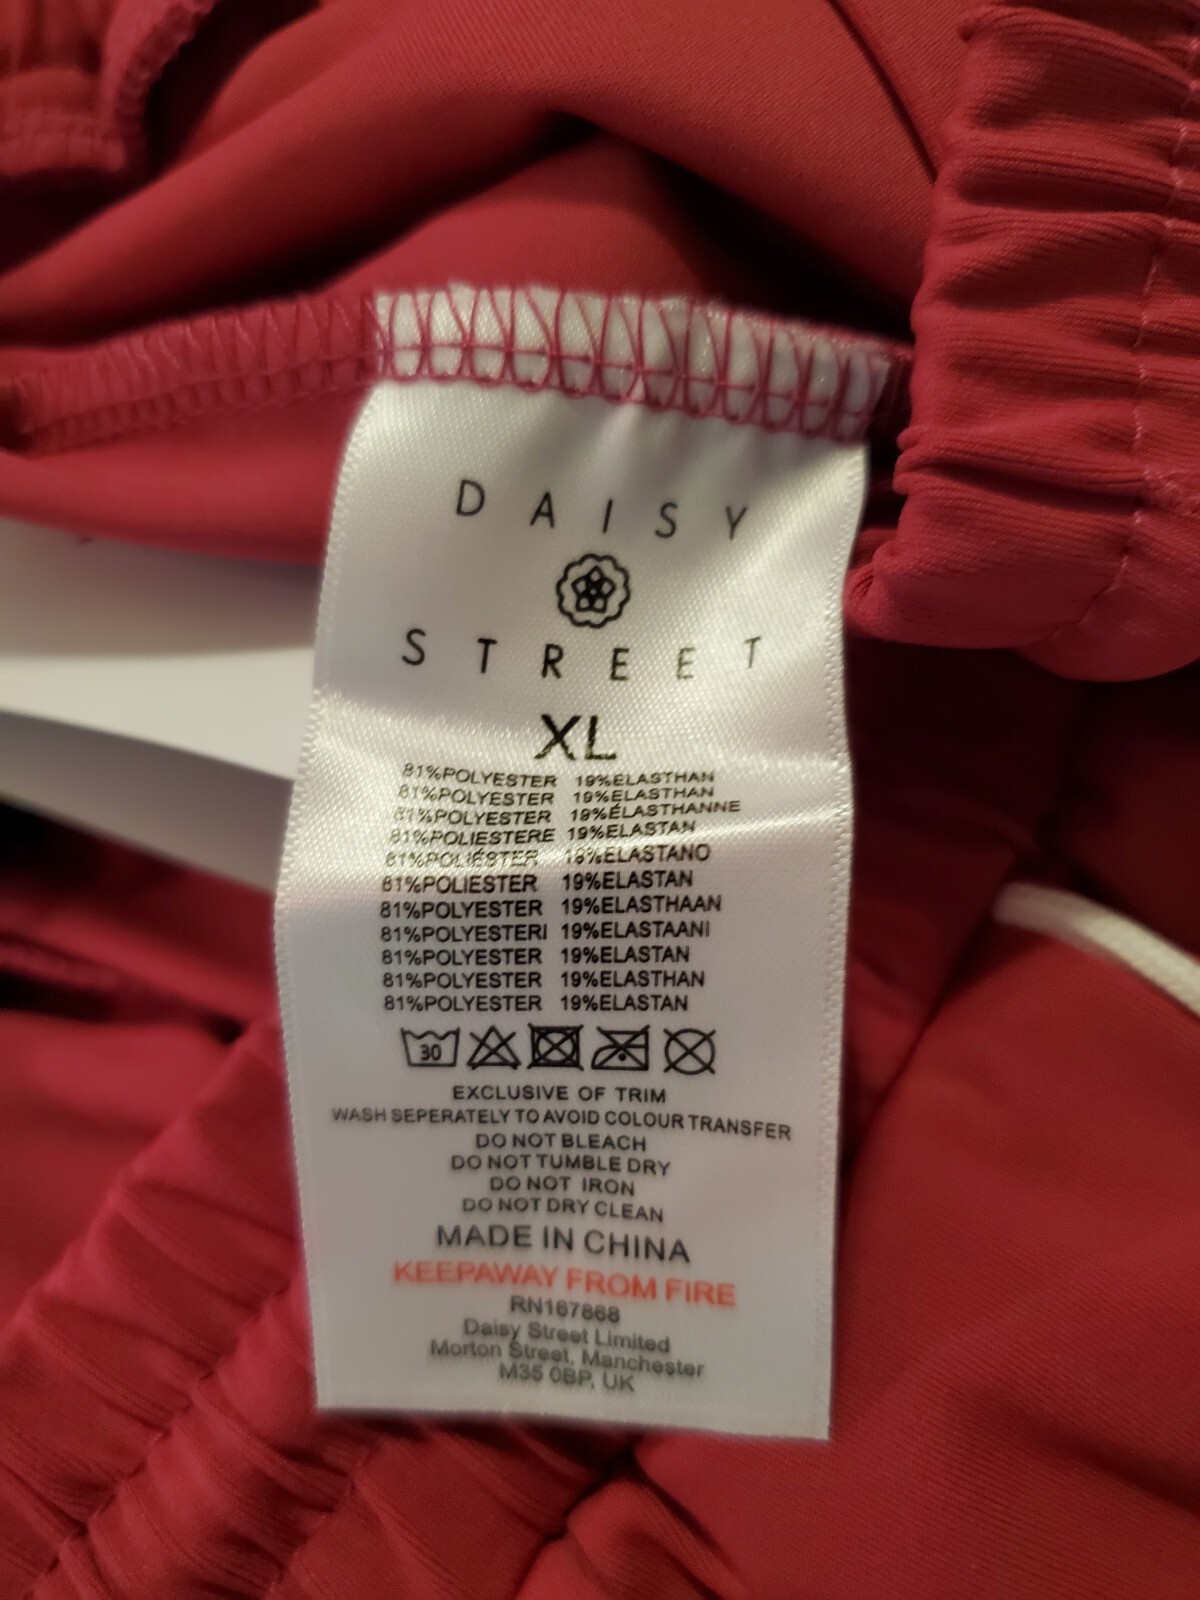 DAISY
STREET
XL
81%POLYESTER 19%ELASTHAN
81%POLYESTER 19%ELASTHAN
81%POLYESTER 19%ÉLASTHANNE
81%POLIESTERE 19%ELASTAN
81%POLIÉSTER 19%ELASTANO
81%POLIESTER 19%ELASTAN
81%POLYESTER 19%ELASTHAAN
81%POLYESTERI 19%ELASTAANI
81%POLYESTER 19%ELASTAN
81%POLYESTER 19%ELASTHAN
81%POLYESTER 19%ELASTAN
30
EXCLUSIVE OF TRIM
WASH SEPERATELY TO AVOID COLOUR TRANSFER
DO NOT BLEACH
DO NOT TUMBLE DRY
DO NOT IRON
DO NOT DRY CLEAN
MADE IN CHINA
KEEPAWAY FROM FIRE
RN167868
Daisy Street Limited
Morton Street, Manchester
M35 0BP, UK